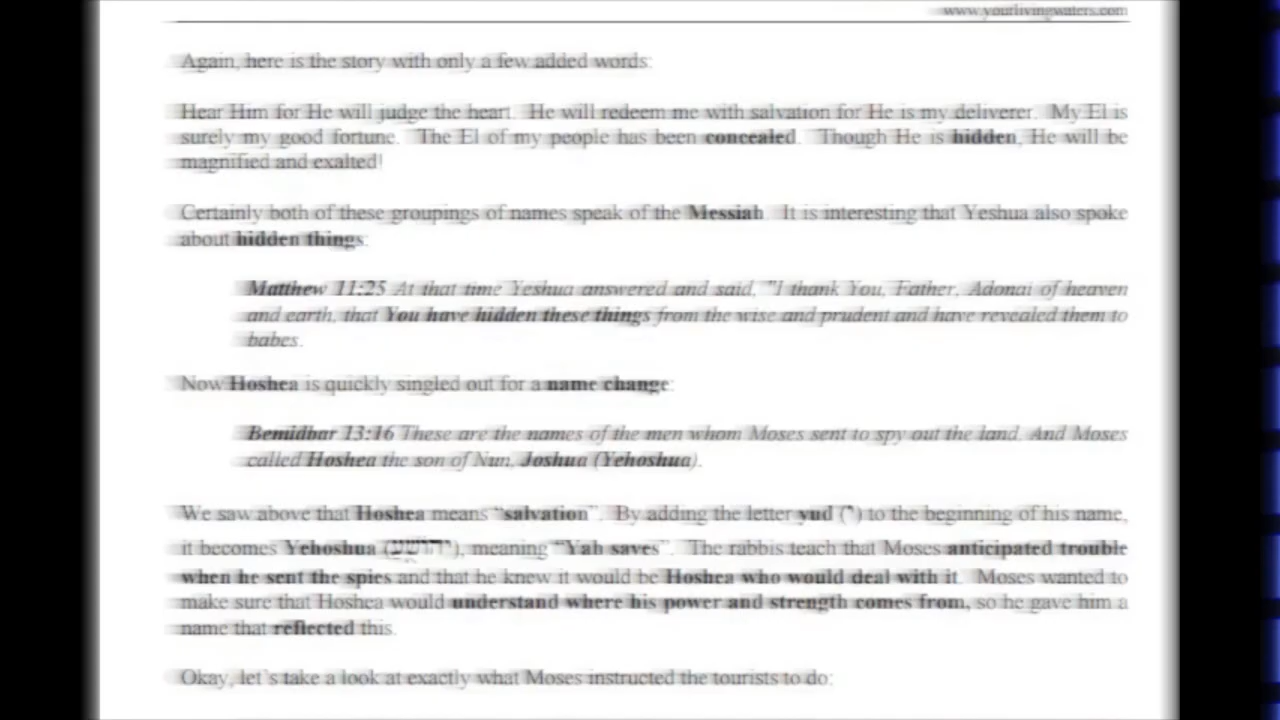 www.yourlivingwaters.com
Again, here is the story with only a few added words:
Hear Him for He will judge the heart. He will redeem me with salvation for He is my deliverer. My El is
surely my good fortune. The El of my people has been concealed. Though He is hidden, He will be
magnified and exalted!
Certainly both of these groupings of names speak of the Messiah. It is interesting that Yeshua also spoke
about hidden things:
Matthew 11:25 At that time Yeshua answered and said, "I thank You, Father, Adonai of heaven
and earth, that You have hidden these things from the wise and prudent and have revealed them to
babes.
Now Hoshea is quickly singled out for a name change:
Bemidbar 13:16 These are the names of the men whom Moses sent to spy out the land. And Moses
called Hoshea the son of Nun, Joshua (Yehoshua).
We saw above that Hoshea means "salvation". By adding the letter yud (י) to the beginning of his name,
it becomes Yehoshua (), meaning "Yah saves". The rabbis teach that Moses anticipated trouble
when he sent the spies and that he knew it would be Hoshea who would deal with it. Moses wanted to
make sure that Hoshea would understand where his power and strength comes from, so he gave him a
name that reflected this.
Okay, let's take a look at exactly what Moses instructed the tourists to do: